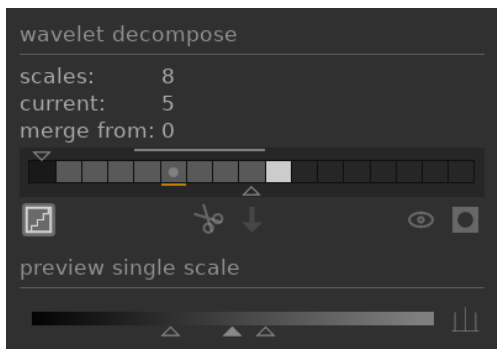 wavelet decompose
scales: 8
current: 5
merge from: 0
preview single scale